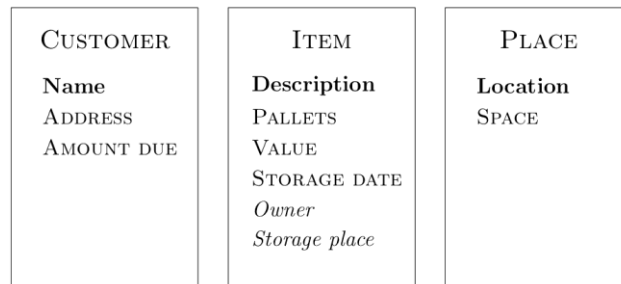 CUSTOMER
Name
ADDRESS
AMOUNT DUE
ITEM
Description
PALLETS
VALUE
STORAGE DATE
Owner
Storage place
PLACE
Location
SPACE